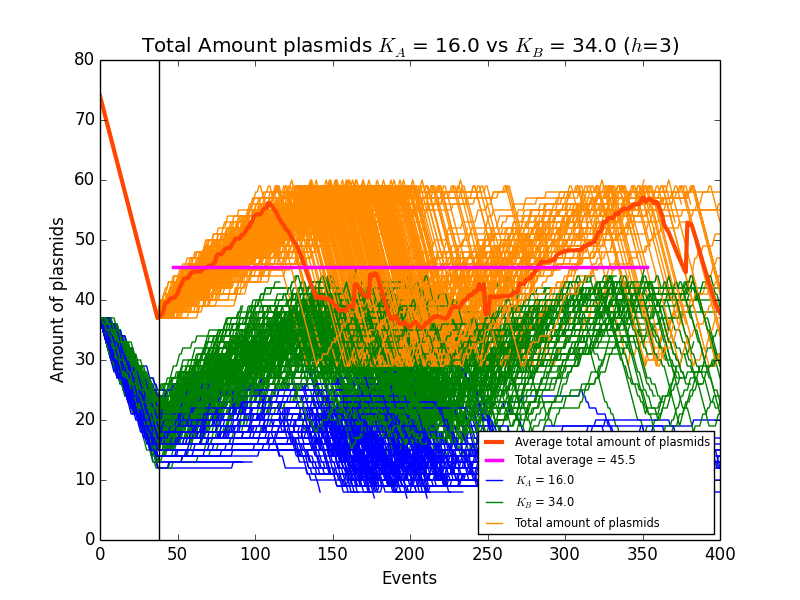 Total Amount plasmids K_A = 16.0 vs K_B = 34.0 (h=3)
80
70
60
50
40
30
20
10
0
Amount of plasmids
Average total amount of plasmids
Total average = 45.5
K_A = 16.0
K_B = 34.0
Total amount of plasmids
0 50 100 150 200 250 300 350 400
Events